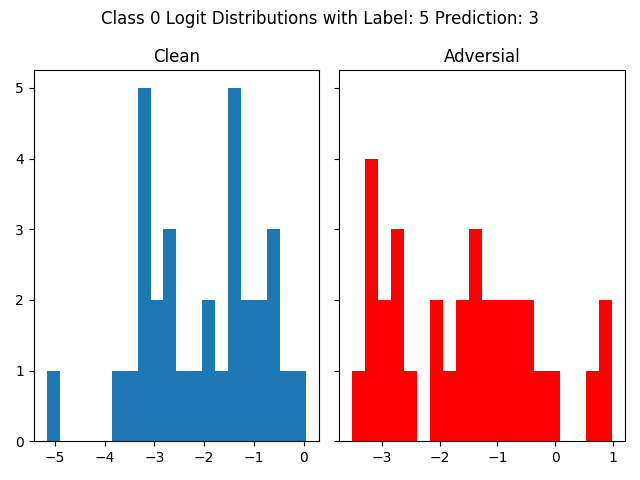 Class 0 Logit Distributions with Label: 5 Prediction: 3
Clean
Adversial
5
4
3
2
1
0
−5 −4 −3 −2 −1 0
−3 −2 −1 0 1